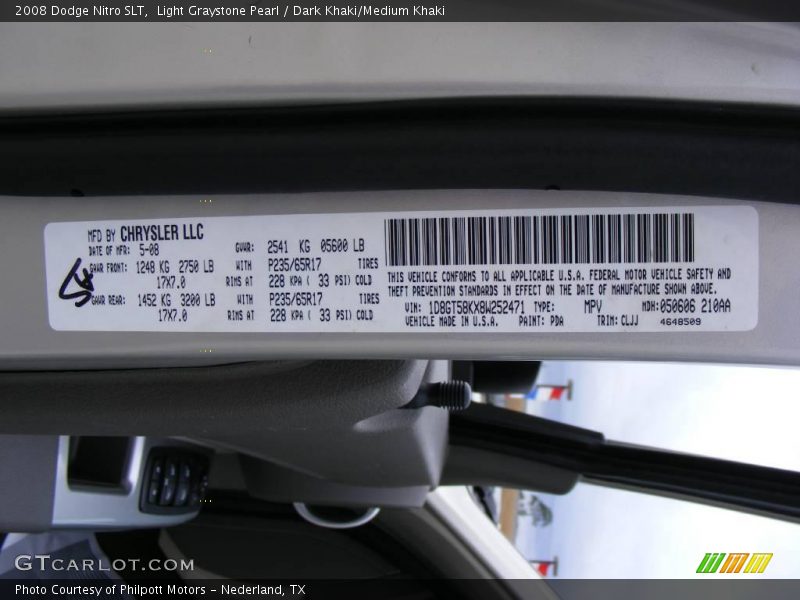 2008 Dodge Nitro SLT,  Light Graystone Pearl / Dark Khaki/Medium Khaki
MFD BY CHRYSLER LLC
DATE OF MFR: 5-08 GVWR: 2541 KG 05600 LB
GAWR FRONT: 1248 KG 2750 LB WITH P235/65R17 TIRES
17X7.0 RIMS AT 228 KPA ( 33 PSI) COLD
GAWR REAR: 1452 KG 3200 LB WITH P235/65R17 TIRES
17X7.0 RIMS AT 228 KPA ( 33 PSI) COLD
THIS VEHICLE CONFORMS TO ALL APPLICABLE U.S.A. FEDERAL MOTOR VEHICLE SAFETY AND
THEFT PREVENTION STANDARDS IN EFFECT ON THE DATE OF MANUFACTURE SHOWN ABOVE.
VIN: 1D8GT58KX8W252471 TYPE: MPV MDH: 050606 210AA
VEHICLE MADE IN U.S.A. PAINT: PDA TRIM: CLJJ 4648509
GTCARLOT.COM
Photo Courtesy of Philpott Motors - Nederland, TX